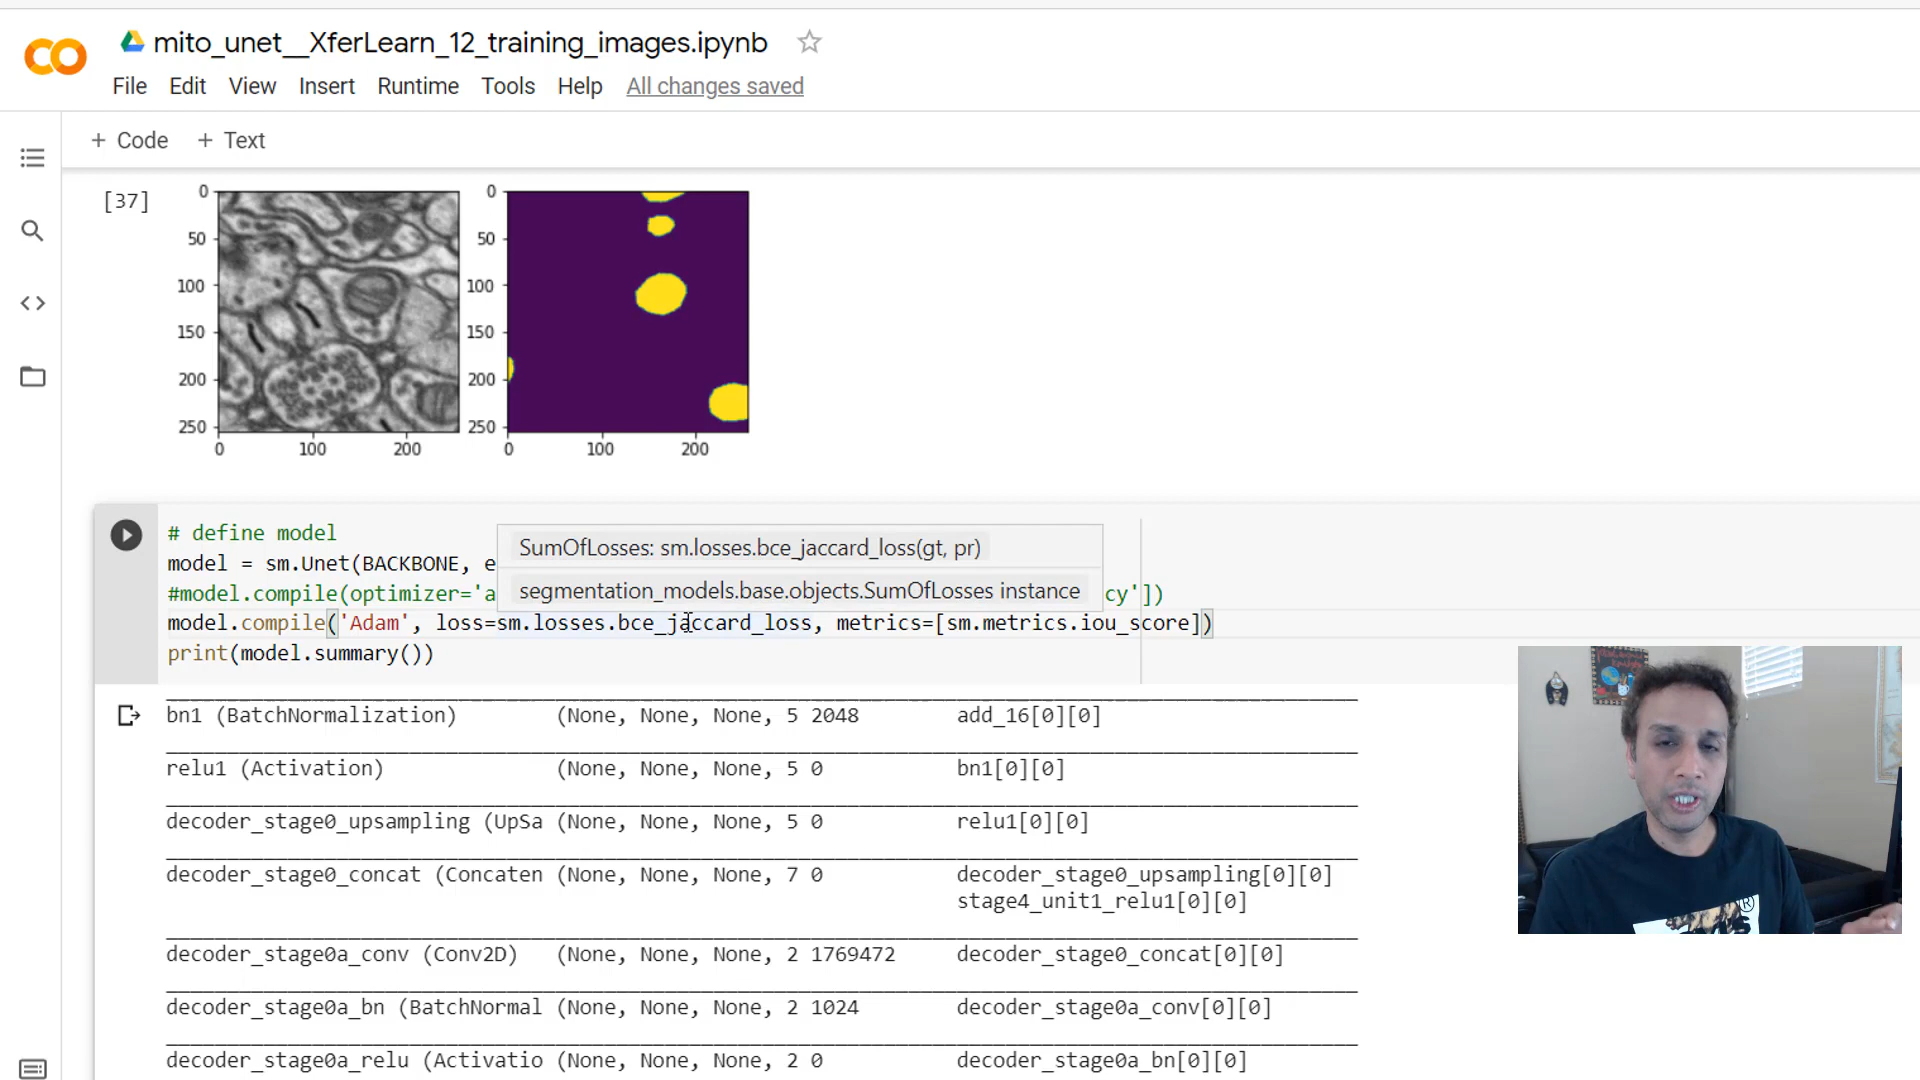 mito_unet__XferLearn_12_training_images.ipynb
File Edit View Insert Runtime Tools Help All changes saved
+ Code + Text
[37]
0 0
50 50
100 100
150 150
200 200
250 250
0 100 200 0 100 200
# define model
SumOfLosses: sm.losses.bce_jaccard_loss(gt, pr)
model = sm.Unet(BACKBONE, e
segmentation_models.base.objects.SumOfLosses instance
#model.compile(optimizer='a cy'])
model.compile('Adam', loss=sm.losses.bce_jaccard_loss, metrics=[sm.metrics.iou_score])
print(model.summary())
bn1 (BatchNormalization) (None, None, None, 5 2048 add_16[0][0]
relu1 (Activation) (None, None, None, 5 0 bn1[0][0]
decoder_stage0_upsampling (UpSa (None, None, None, 5 0 relu1[0][0]
decoder_stage0_concat (Concaten (None, None, None, 7 0 decoder_stage0_upsampling[0][0]
stage4_unit1_relu1[0][0]
decoder_stage0a_conv (Conv2D) (None, None, None, 2 1769472 decoder_stage0_concat[0][0]
decoder_stage0a_bn (BatchNormal (None, None, None, 2 1024 decoder_stage0a_conv[0][0]
decoder_stage0a_relu (Activatio (None, None, None, 2 0 decoder_stage0a_bn[0][0]